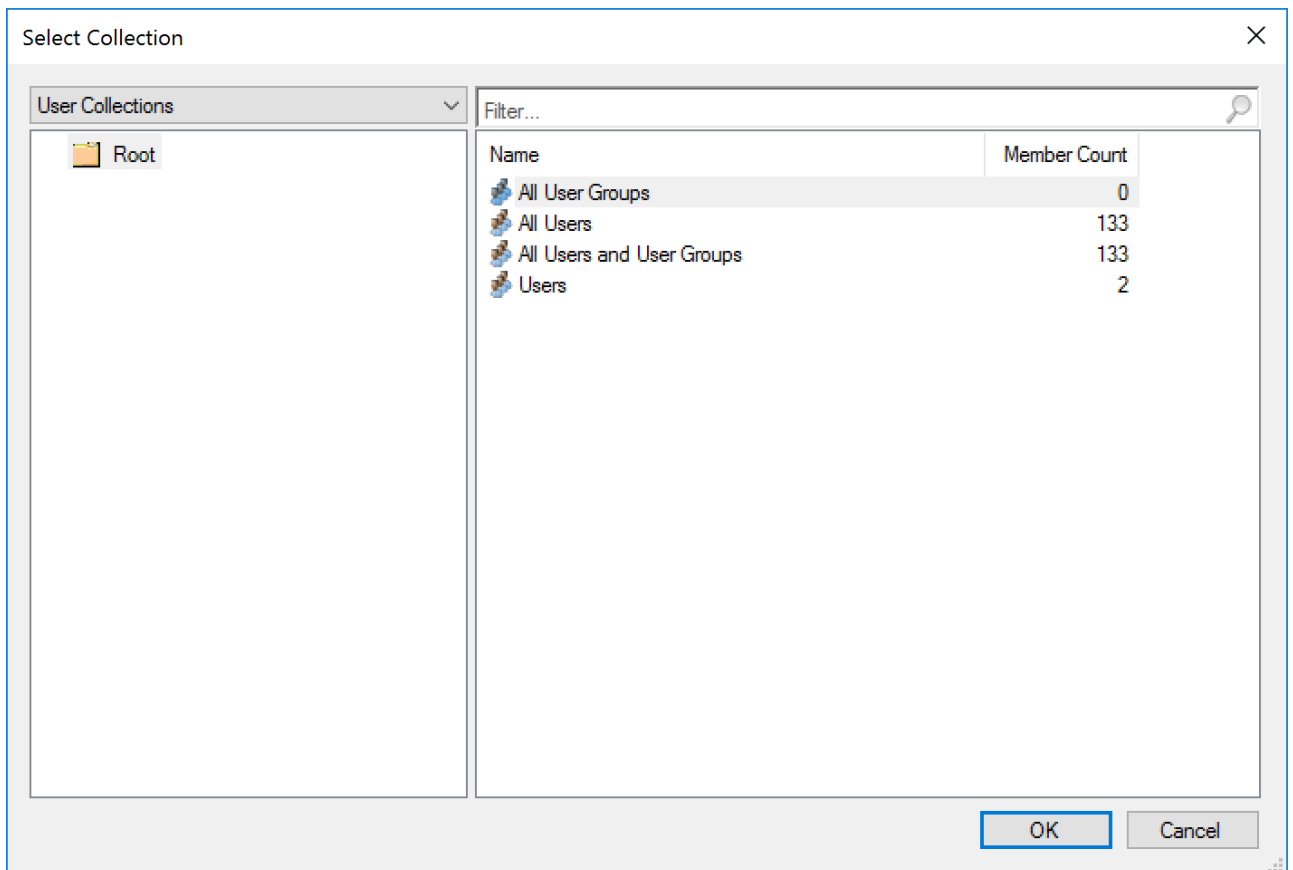 Select Collection
User Collections
Filter...
Root
Name Member Count
All User Groups 0
All Users 133
All Users and User Groups 133
Users 2
OK Cancel